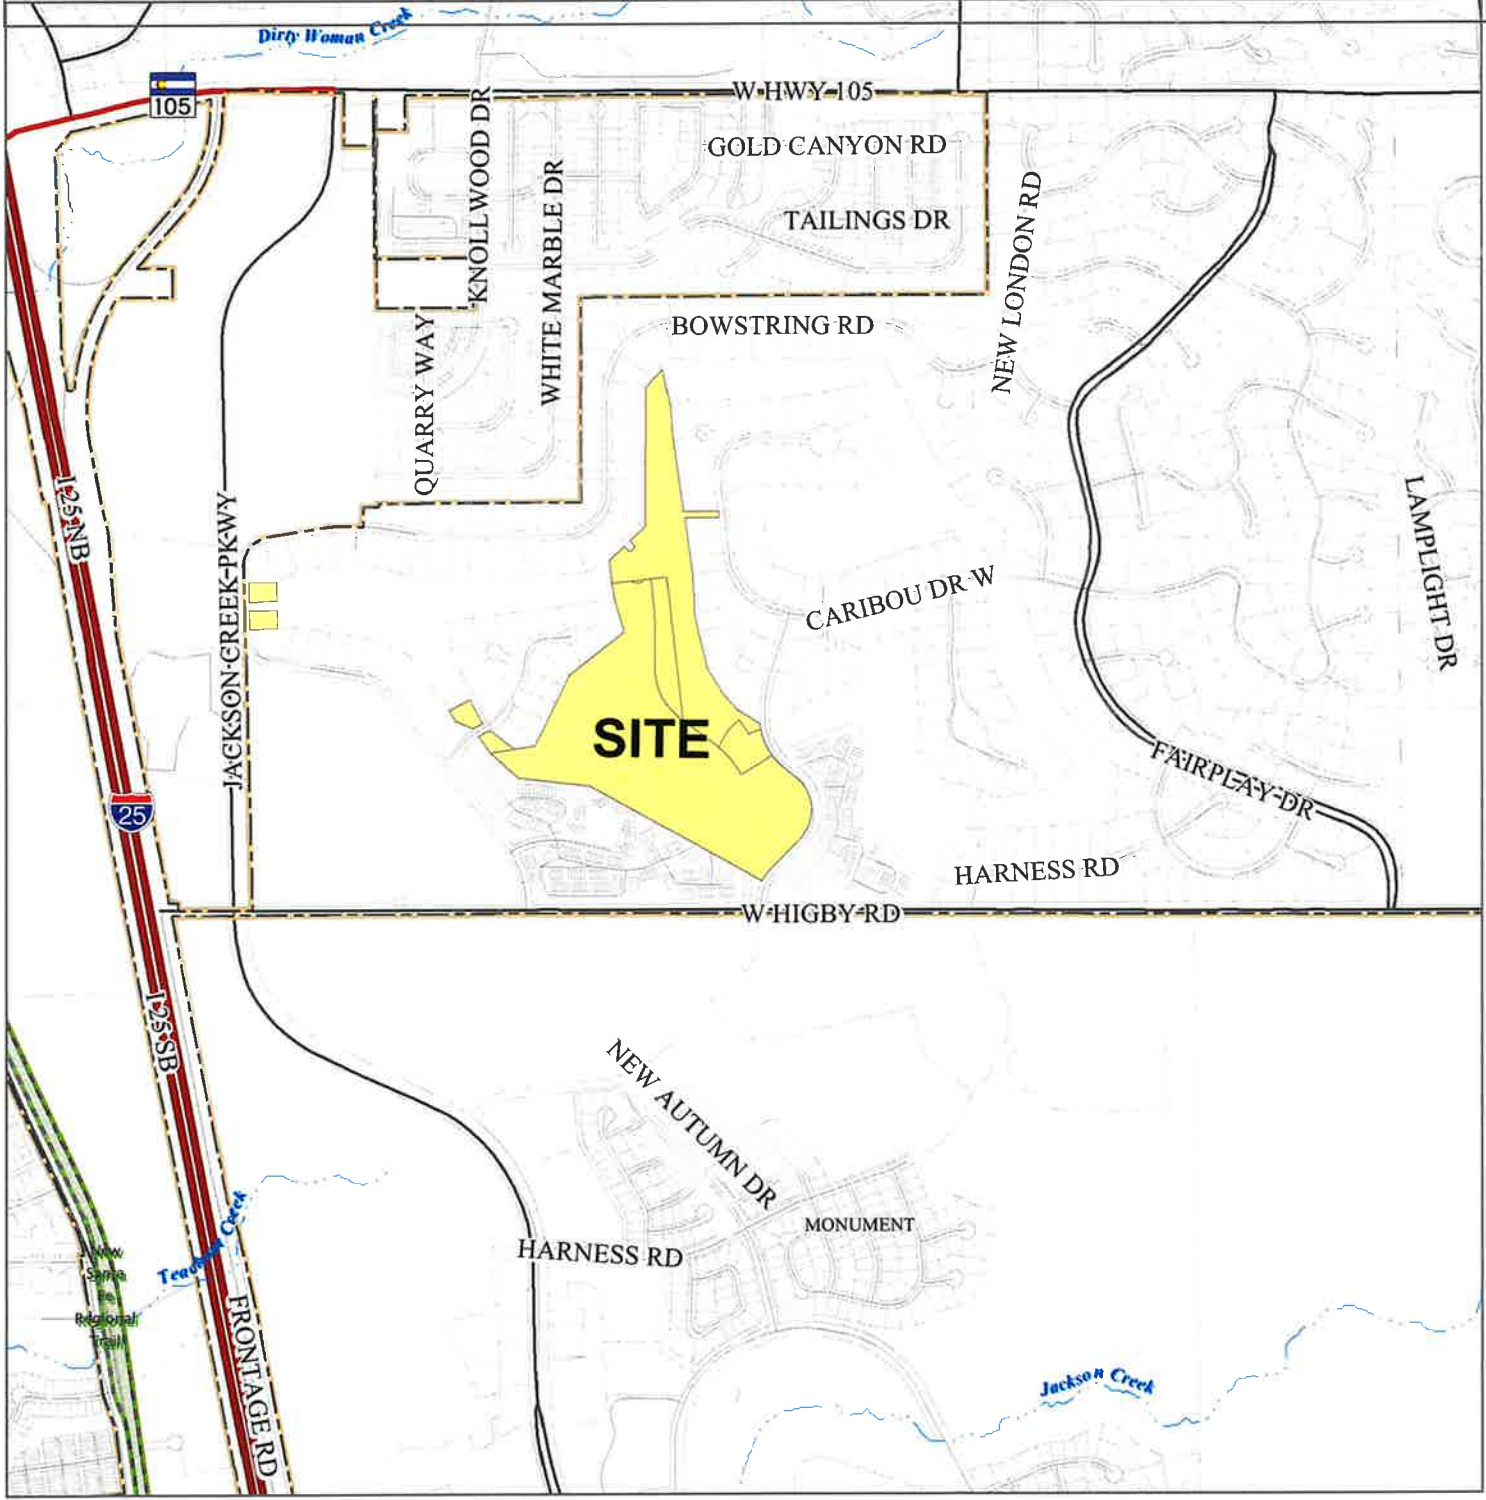 Dirty Woman Creek
105
W HWY 105
KNOLLWOOD DR
GOLD CANYON RD
WHITE MARBLE DR
TAILINGS DR
NEW LONDON RD
BOWSTRING RD
QUARRY WAY
I 25 NB
JACKSON CREEK PKWY
LAMPLIGHT DR
CARIBOU DR W
SITE
FAIRPLAY DR
25
HARNESS RD
W HIGBY RD
I 25 SB
NEW AUTUMN DR
MONUMENT
HARNESS RD
Creek
New
Santa
Fe
Regional
Trail
FRONTAGE RD
Jackson Creek